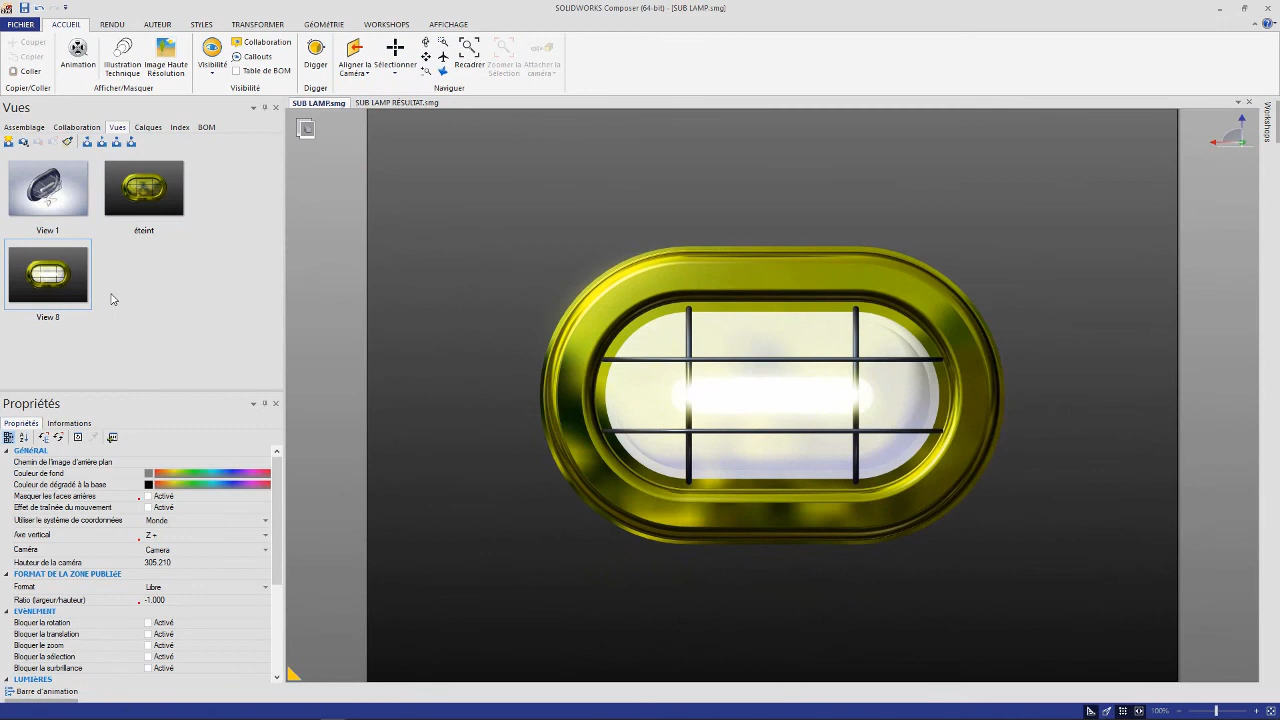 SOLIDWORKS Composer (64-bit) - [SUB LAMP.smg]
FICHIER ACCUEIL RENDU AUTEUR STYLES TRANSFORMER GéOMéTRIE WORKSHOPS AFFICHAGE
Couper
Copier
Coller
Copier/Coller
Animation
Illustration Technique
Image Haute Résolution
Afficher/Masquer
Visibilité
Collaboration
Callouts
Table de BOM
Visibilité
Digger
Digger
Aligner la Caméra
Sélectionner
Recadrer
Zoomer la Sélection
Attacher la caméra
Naviguer
Vues
SUB LAMP.smg SUB LAMP RESULTAT.smg
Workshops
Assemblage Collaboration Vues Calques Index BOM
View 1
éteint
View 8
Propriétés
Propriétés Informations
GéNéRAL
Chemin de l'image d'arrière plan
Couleur de fond
Couleur de dégradé à la base
Masquer les faces arrières Activé
Effet de traînée du mouvement Activé
Utiliser le système de coordonnées Monde
Axe vertical Z +
Caméra Camera
Hauteur de la caméra 305.210
FORMAT DE LA ZONE PUBLIéE
Format Libre
Ratio (largeur/hauteur) -1.000
EVéNEMENT
Bloquer la rotation Activé
Bloquer la translation Activé
Bloquer le zoom Activé
Bloquer la sélection Activé
Bloquer la surbrillance Activé
LUMIèRES
Barre d'animation
100%